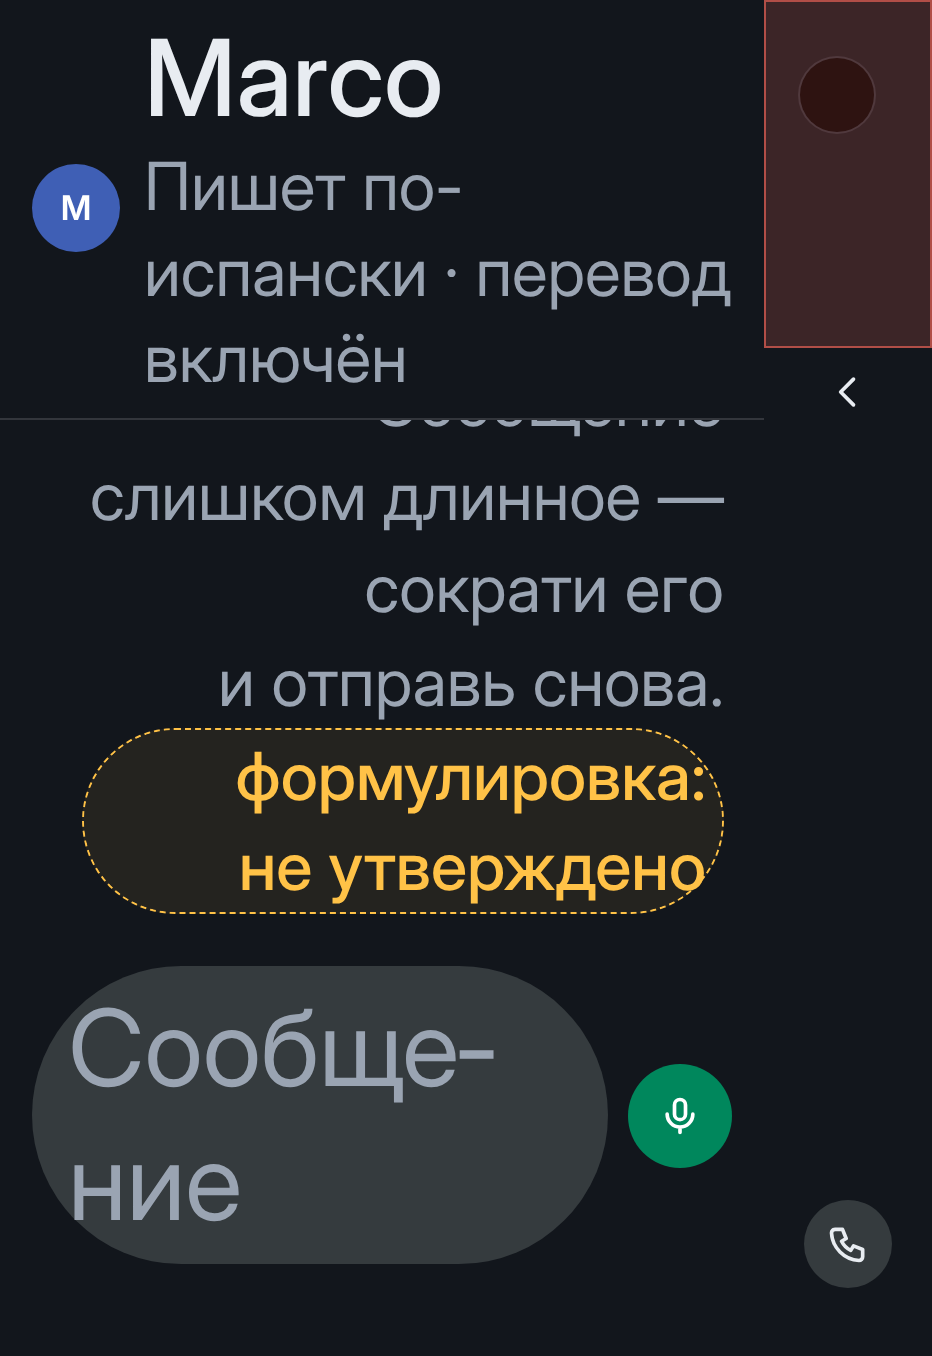 Marco
M
Пишет по-
испански · перевод
включён
слишком длинное —
сократи его
и отправь снова.
формулировка:
не утверждено
Сообще-
ние